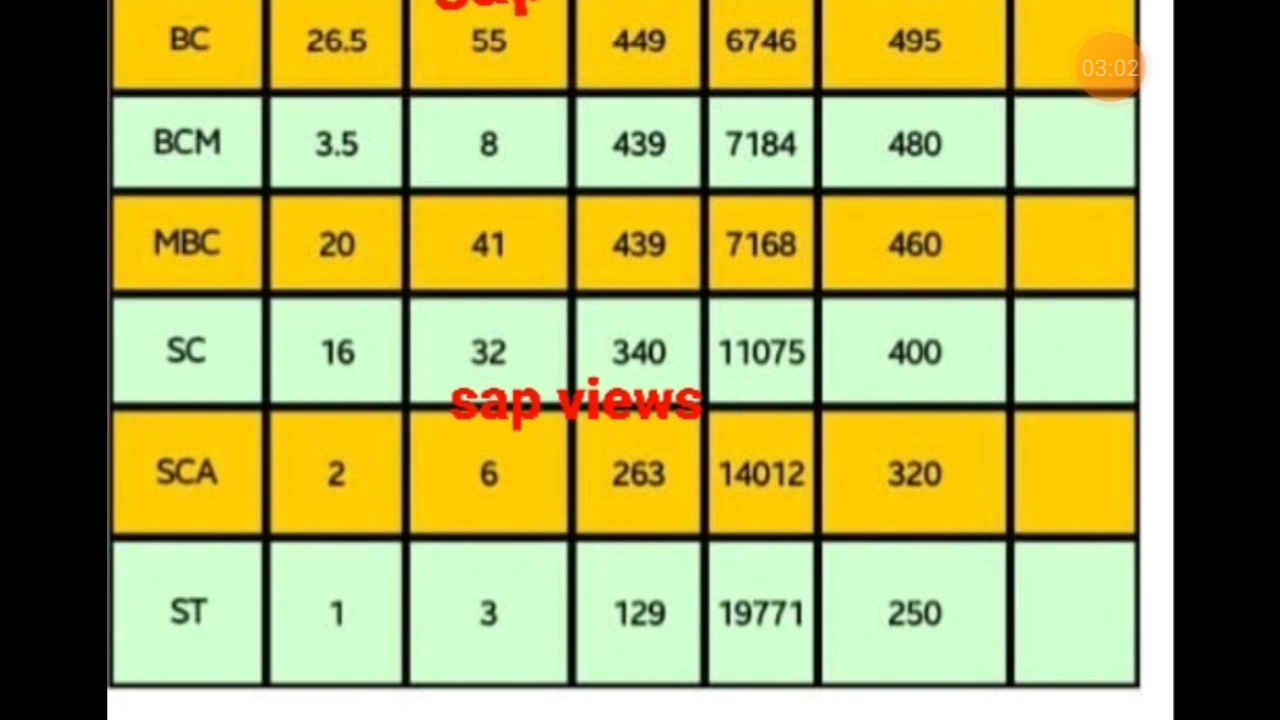 sap
BC 26.5 55 449 6746 495
03:02
BCM 3.5 8 439 7184 480
MBC 20 41 439 7168 460
SC 16 32 340 11075 400
sap views
SCA 2 6 263 14012 320
ST 1 3 129 19771 250